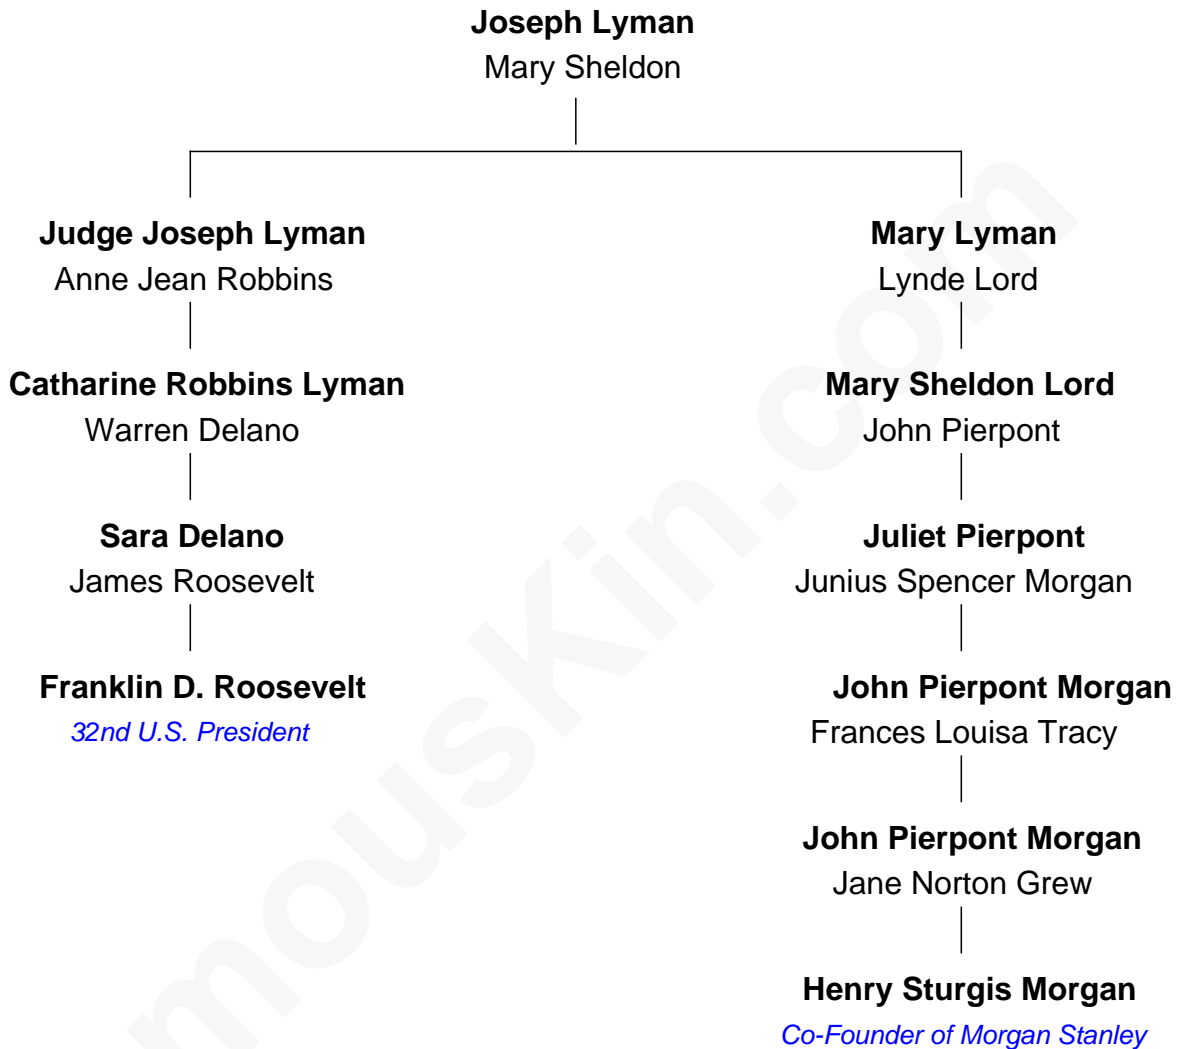 Joseph Lyman
Mary Sheldon
Judge Joseph Lyman
Anne Jean Robbins
Mary Lyman
Lynde Lord
Catharine Robbins Lyman
Warren Delano
Mary Sheldon Lord
John Pierpont
Sara Delano
James Roosevelt
Juliet Pierpont
Junius Spencer Morgan
Franklin D. Roosevelt
32nd U.S. President
John Pierpont Morgan
Frances Louisa Tracy
John Pierpont Morgan
Jane Norton Grew
Henry Sturgis Morgan
Co-Founder of Morgan Stanley
mousKin.com